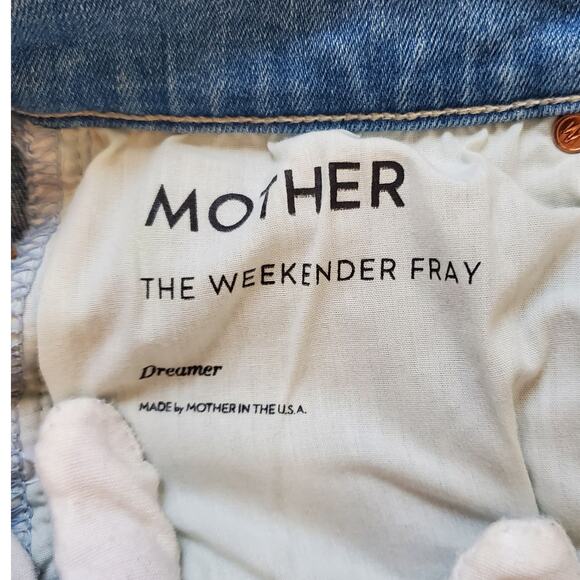 MOTHER
THE WEEKENDER FRAY
Dreamer
MADE by MOTHER IN THE U.S.A.